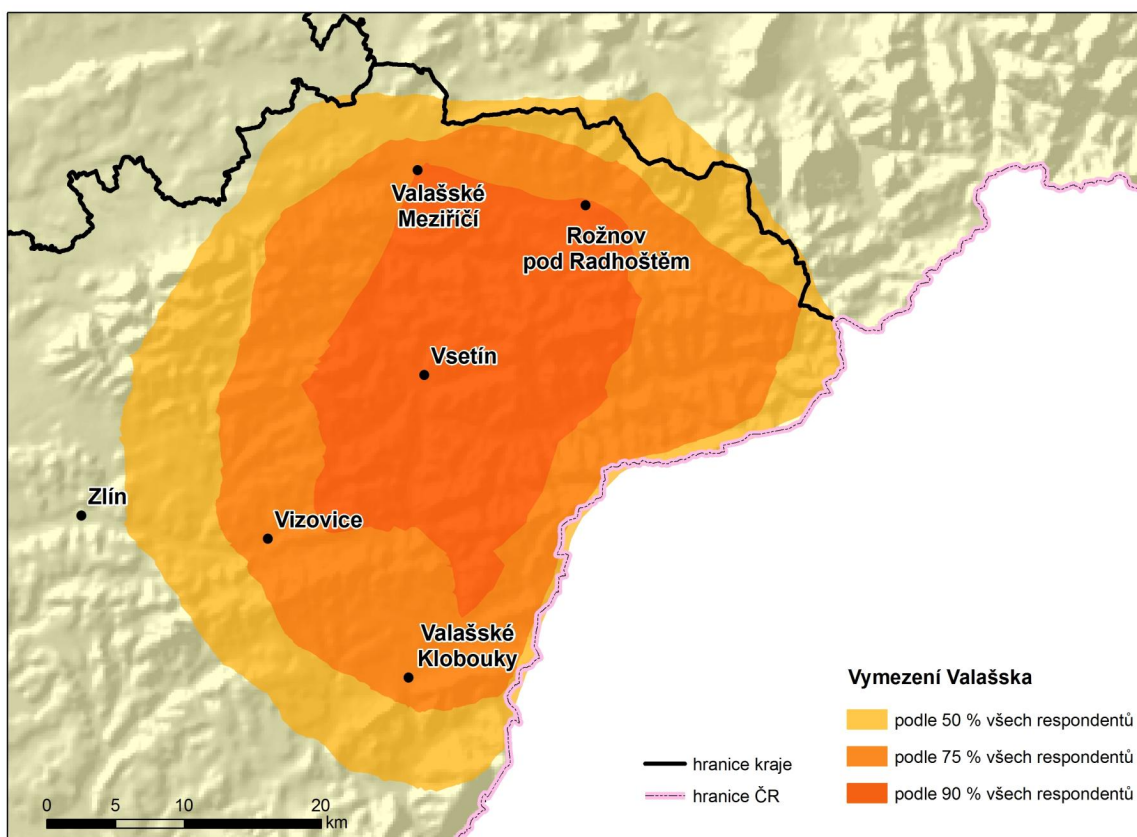 Valašské
Meziříčí
Rožnov
pod Radhoštěm
Vsetín
Zlín
Vizovice
Valašské
Klobouky
Vymezení Valašska
podle 50 % všech respondentů
podle 75 % všech respondentů
podle 90 % všech respondentů
hranice kraje
hranice ČR
0 5 10 20
km